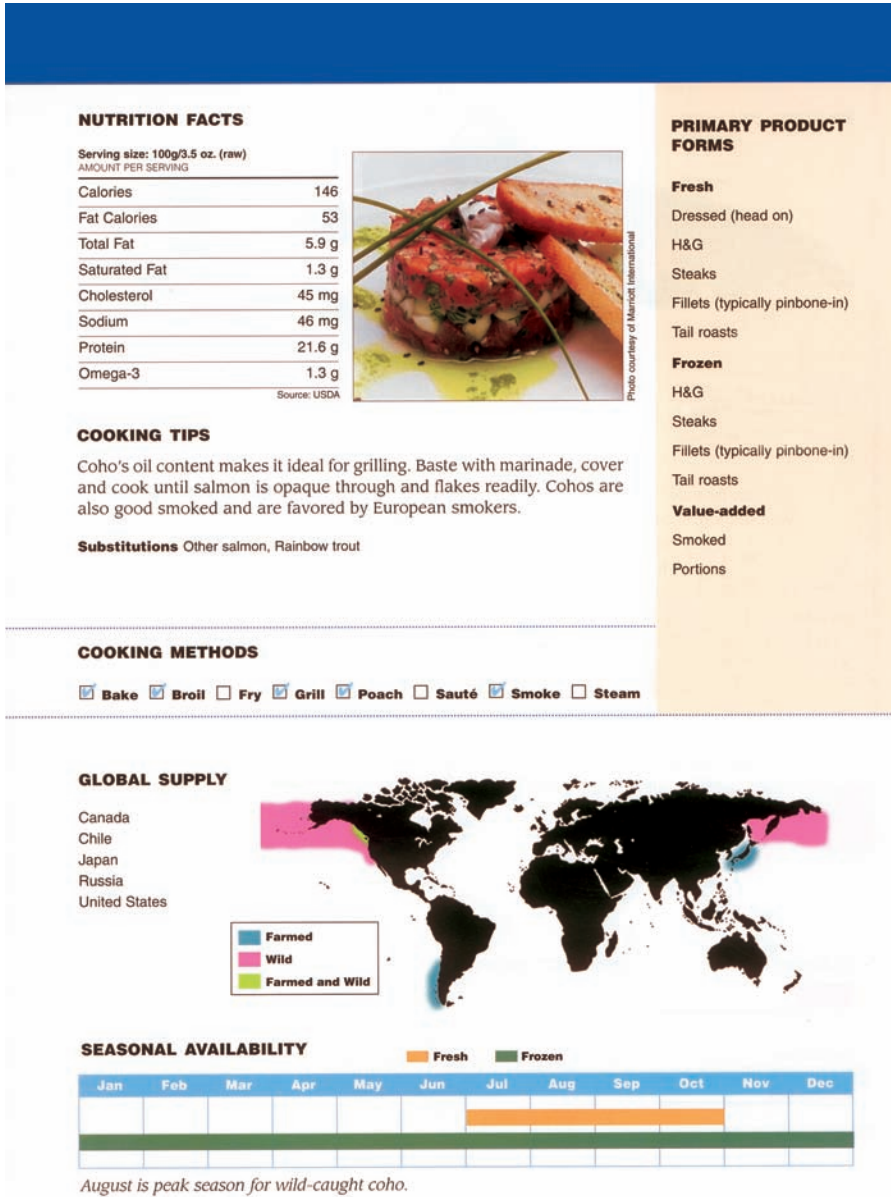 NUTRITION FACTS
Serving size: 100g/3.5 oz. (raw)
AMOUNT PER SERVING
Calories 146
Fat Calories 53
Total Fat 5.9 g
Saturated Fat 1.3 g
Cholesterol 45 mg
Sodium 46 mg
Protein 21.6 g
Omega-3 1.3 g
Source: USDA
Photo courtesy of Marriott International
COOKING TIPS
Coho's oil content makes it ideal for grilling. Baste with marinade, cover
and cook until salmon is opaque through and flakes readily. Cohos are
also good smoked and are favored by European smokers.
Substitutions Other salmon, Rainbow trout
PRIMARY PRODUCT
FORMS
Fresh
Dressed (head on)
H&G
Steaks
Fillets (typically pinbone-in)
Tail roasts
Frozen
H&G
Steaks
Fillets (typically pinbone-in)
Tail roasts
Value-added
Smoked
Portions
COOKING METHODS
Bake Broil Fry Grill Poach Sauté Smoke Steam
GLOBAL SUPPLY
Canada
Chile
Japan
Russia
United States
Farmed
Wild
Farmed and Wild
SEASONAL AVAILABILITY
Fresh Frozen
Jan Feb Mar Apr May Jun Jul Aug Sep Oct Nov Dec
August is peak season for wild-caught coho.